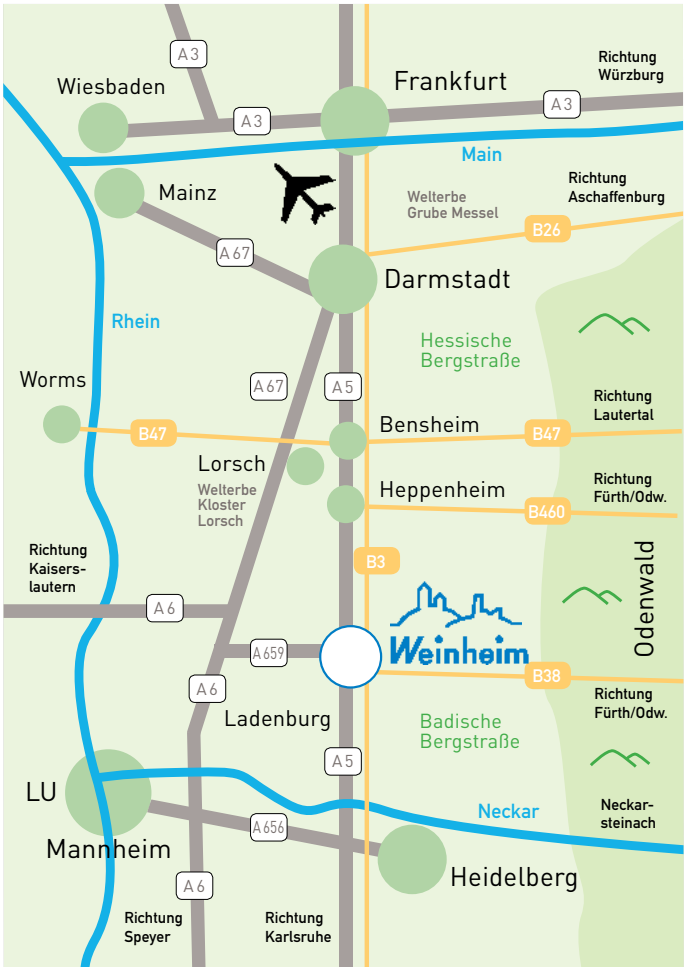 A3
Richtung
Würzburg
Wiesbaden
Frankfurt
A3
A3
Main
Mainz
Welterbe
Grube Messel
Richtung
Aschaffenburg
B26
A67
Darmstadt
Rhein
Hessische
Bergstraße
Worms
A67
A5
Richtung
Lautertal
B47
Bensheim
B47
Lorsch
Welterbe
Kloster
Lorsch
Heppenheim
Richtung
Fürth/Odw.
B460
Richtung
Kaisers-
lautern
B3
Odenwald
A6
Weinheim
A659
A6
B38
Ladenburg
Badische
Bergstraße
Richtung
Fürth/Odw.
A5
LU
Neckar
Neckar-
steinach
A656
Mannheim
Heidelberg
A6
Richtung
Speyer
Richtung
Karlsruhe